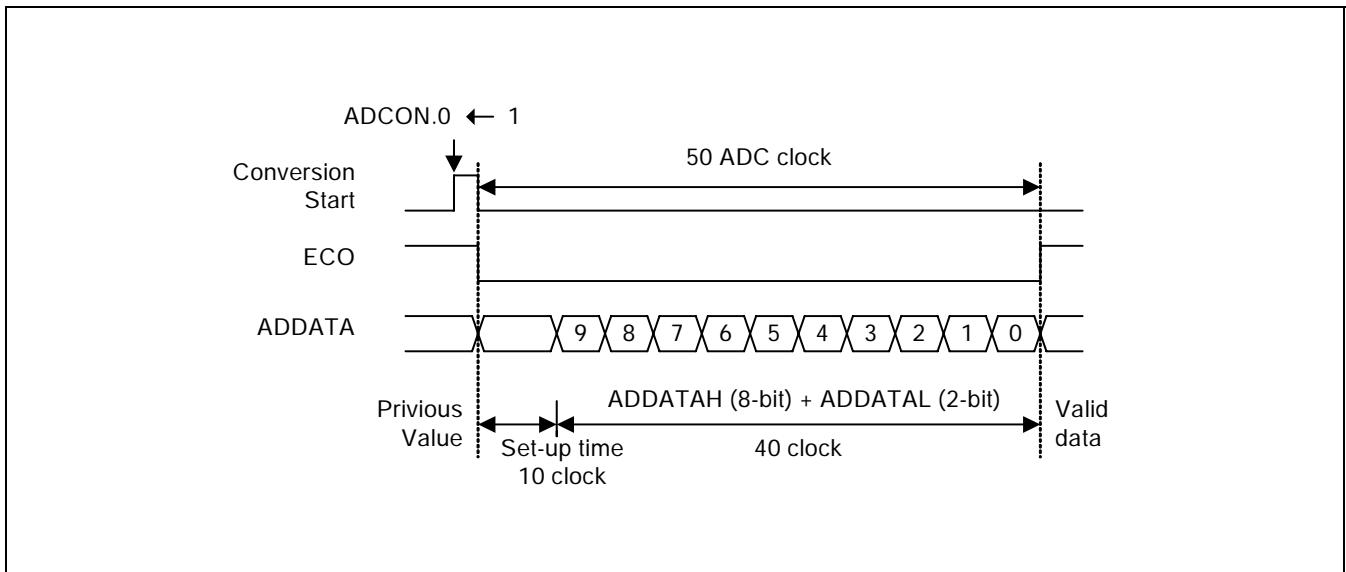 ADCON.0 ← 1
50 ADC clock
Conversion
Start
ECO
ADDATA
9 8 7 6 5 4 3 2 1 0
ADDATAH (8-bit) + ADDATAL (2-bit)
Privious
Value
Set-up time
10 clock
40 clock
Valid
data